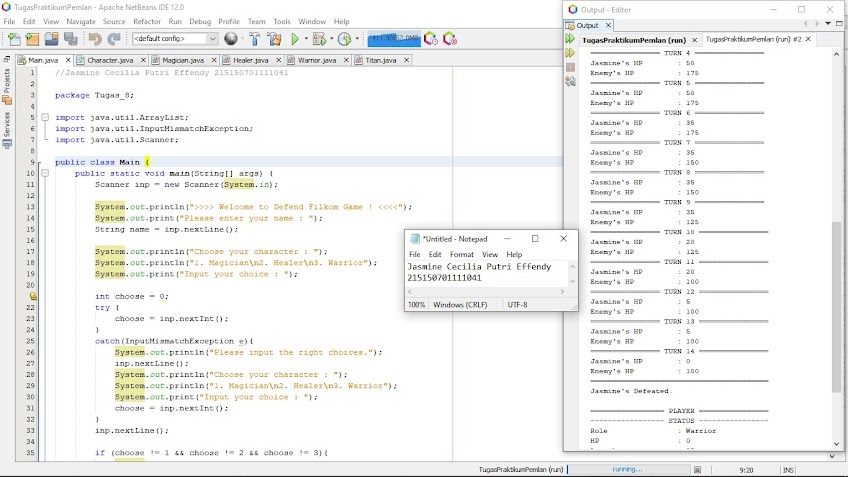 TugasPraktikumPemlan - Apache NetBeans IDE 12.0
File Edit View Navigate Source Refactor Run Debug Profile Team Tools Window Help
<default config>
Main.java Character.java Magician.java Healer.java Warrior.java Titan.java
Projects
Services
1 //Jasmine Cecilia Putri Effendy 215150701111041
2
3 package Tugas_8;
4
5 import java.util.ArrayList;
6 import java.util.InputMismatchException;
7 import java.util.Scanner;
8
9 public class Main {
10 public static void main(String[] args) {
11 Scanner inp = new Scanner(System.in);
12
13 System.out.println(">>>> Welcome to Defend Filkom Game ! <<<<");
14 System.out.print("Please enter your name : ");
15 String name = inp.nextLine();
16
17 System.out.println("Choose your character : ");
18 System.out.println("1. Magician\n2. Healer\n3. Warrior");
19 System.out.print("Input your choice : ");
20
int choose = 0;
22 try {
23 choose = inp.nextInt();
24 }
25 catch(InputMismatchException e){
26 System.out.println("Please input the right choices.");
27 inp.nextLine();
28 System.out.println("Choose your character : ");
29 System.out.println("1. Magician\n2. Healer\n3. Warrior");
30 System.out.print("Input your choice : ");
31 choose = inp.nextInt();
32 }
33 inp.nextLine();
34
35 if (choose != 1 && choose != 2 && choose != 3){
*Untitled - Notepad
File Edit Format View Help
Jasmine Cecilia Putri Effendy
215150701111041
100% Windows (CRLF) UTF-8
Output - Editor
Output
TugasPraktikumPemlan (run) TugasPraktikumPemlan (run) #2
TURN 4
Jasmine's HP : 50
Enemy's HP : 175
TURN 5
Jasmine's HP : 50
Enemy's HP : 175
TURN 6
Jasmine's HP : 35
Enemy's HP : 175
TURN 7
Jasmine's HP : 35
Enemy's HP : 150
TURN 8
Jasmine's HP : 35
Enemy's HP : 150
TURN 9
Jasmine's HP : 35
Enemy's HP : 125
TURN 10
Jasmine's HP : 20
Enemy's HP : 125
TURN 11
Jasmine's HP : 20
Enemy's HP : 100
TURN 12
Jasmine's HP : 5
Enemy's HP : 100
TURN 13
Jasmine's HP : 5
Enemy's HP : 100
TURN 14
Jasmine's HP : 0
Enemy's HP : 100
Jasmine's Defeated.
PLAYER
STATUS
Role : Warrior
HP : 0
TugasPraktikumPemlan (run) running... 9:20 INS